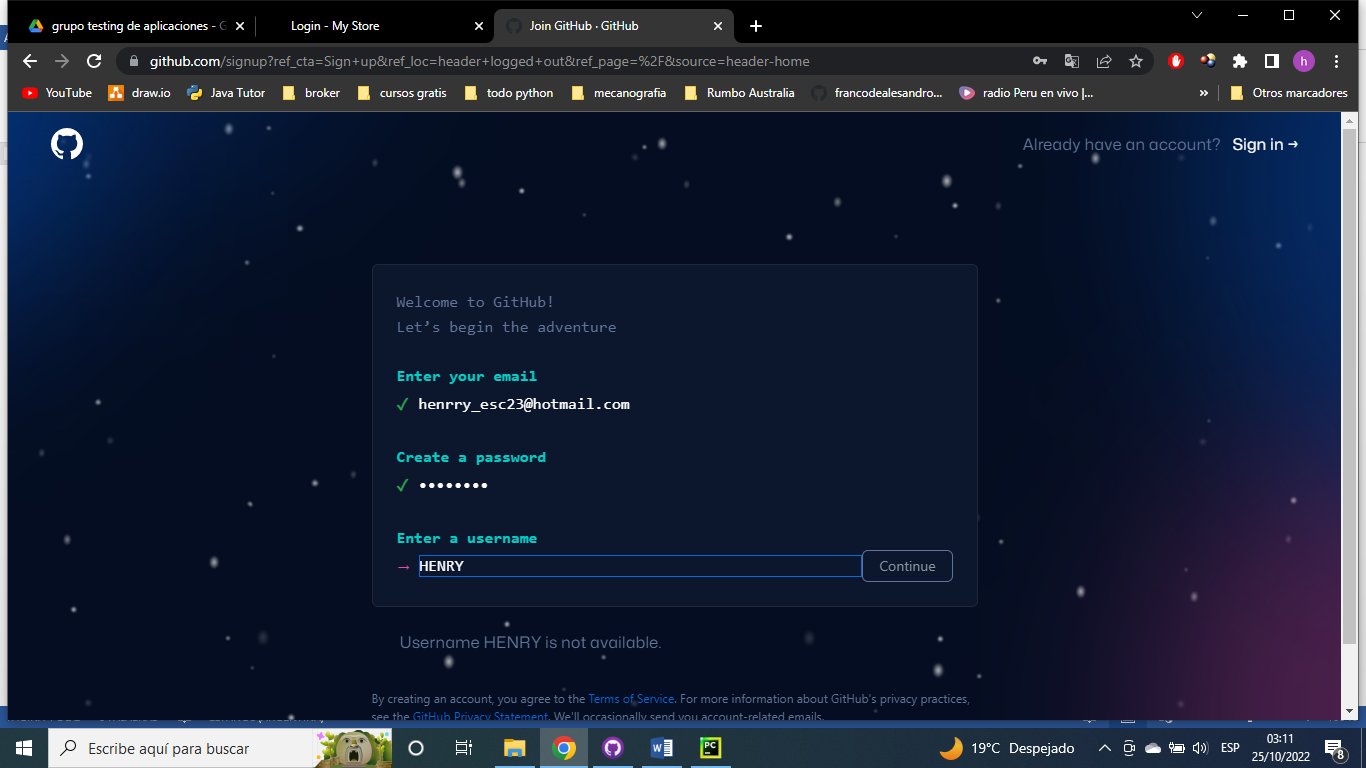 grupo testing de aplicaciones - G
Login - My Store
Join GitHub · GitHub
github.com/signup?ref_cta=Sign+up&ref_loc=header+logged+out&ref_page=%2F&source=header-home
h
YouTube
draw.io
Java Tutor
broker
cursos gratis
todo python
mecanografia
Rumbo Australia
francodealesandro...
radio Peru en vivo |...
»
Otros marcadores
Already have an account? Sign in →
Welcome to GitHub!
Let's begin the adventure
Enter your email
✓ henrry_esc23@hotmail.com
Create a password
✓ ••••••••
Enter a username
→ HENRY
Continue
Username HENRY is not available.
By creating an account, you agree to the Terms of Service. For more information about GitHub's privacy practices,
see the GitHub Privacy Statement. We'll occasionally send you account-related emails.
Escribe aquí para buscar
W
PC
19°C Despejado
ESP
03:11
25/10/2022
8